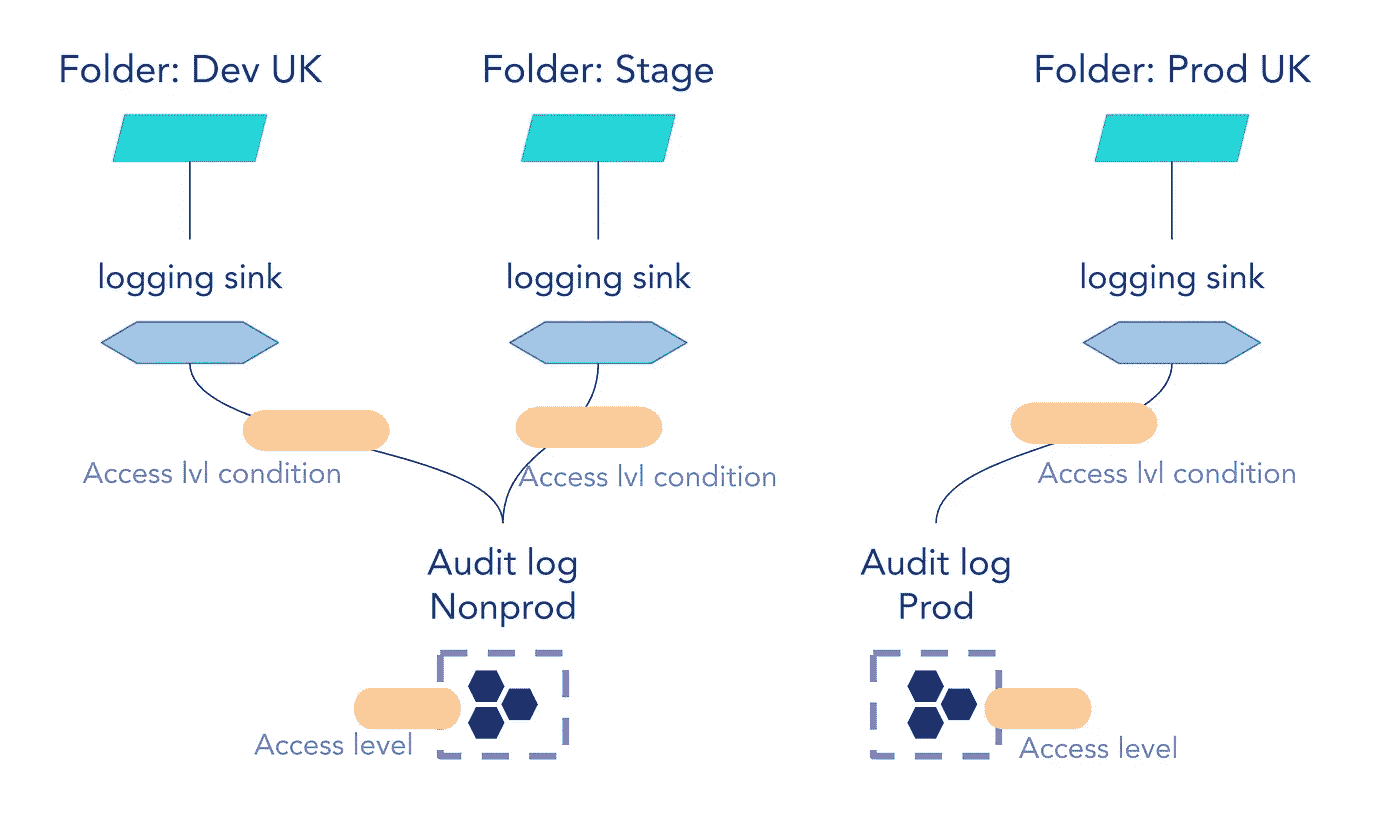 Folder: Dev UK
Folder: Stage
Folder: Prod UK
logging sink
logging sink
logging sink
Access lvl condition
Access lvl condition
Access lvl condition
Audit log
Nonprod
Audit log
Prod
Access level
Access level